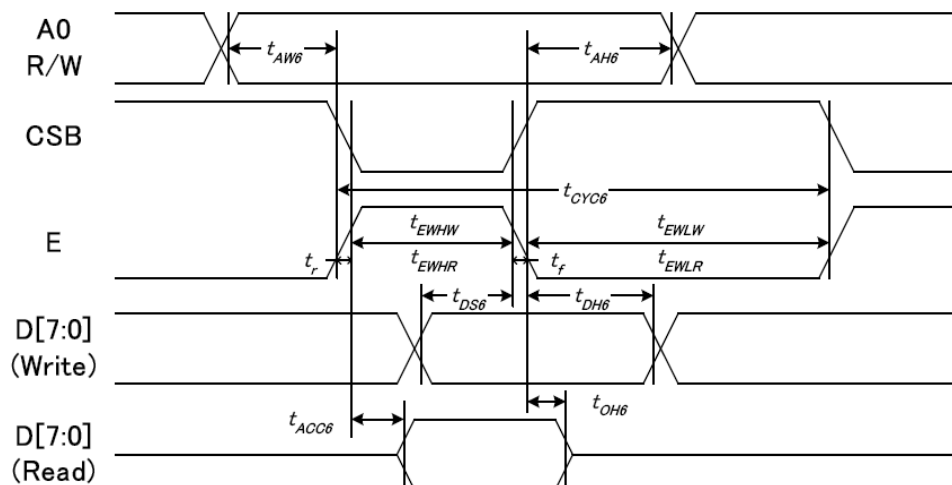 A0
R/W
tAW6
tAH6
CSB
tCYC6
E
tEWHW
tEWLW
tr
tEWHR
tf
tEWLR
tDS6
tDH6
D[7:0]
(Write)
tACC6
tOH6
D[7:0]
(Read)